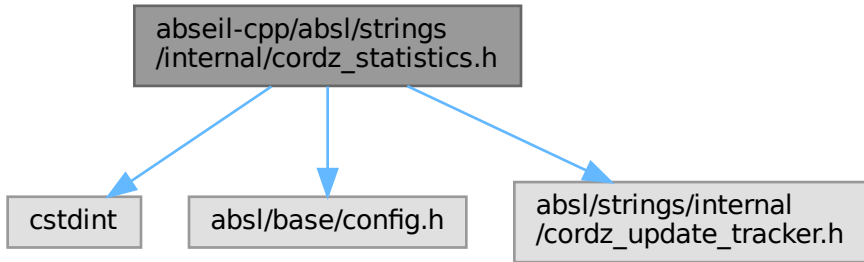 abseil-cpp/absl/strings
/internal/cordz_statistics.h
cstdint
absl/base/config.h
absl/strings/internal
/cordz_update_tracker.h